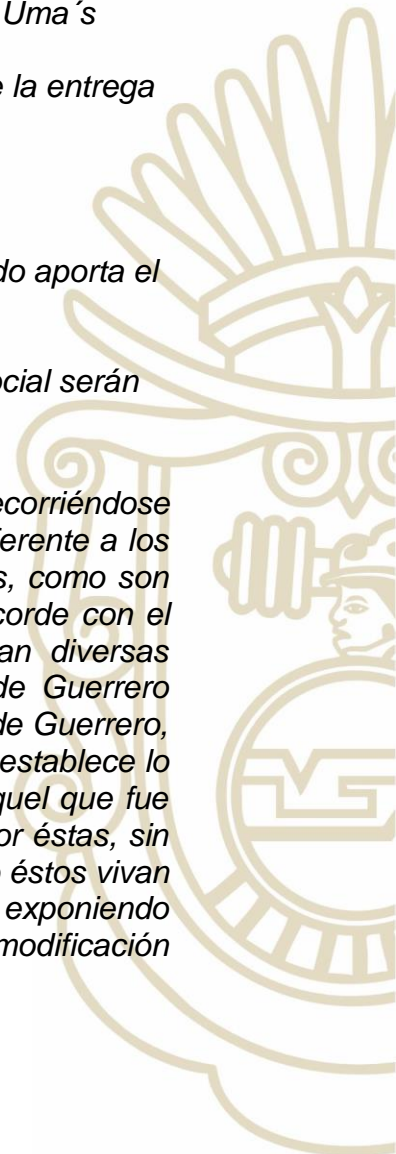 Uma´s
e la entrega
do aporta el
ocial serán
ecorriéndose
ferente a los
s, como son
corde con el
an diversas
de Guerrero
de Guerrero,
establece lo
quel que fue
or éstas, sin
o éstos vivan
exponiendo
modificación